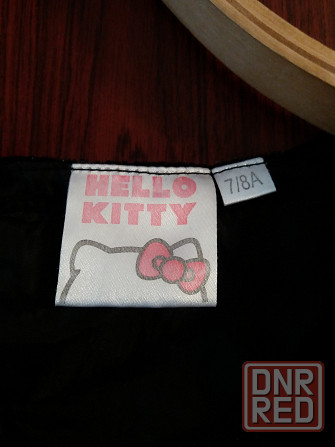 HELLO
KITTY
7/8A
DNR
RED